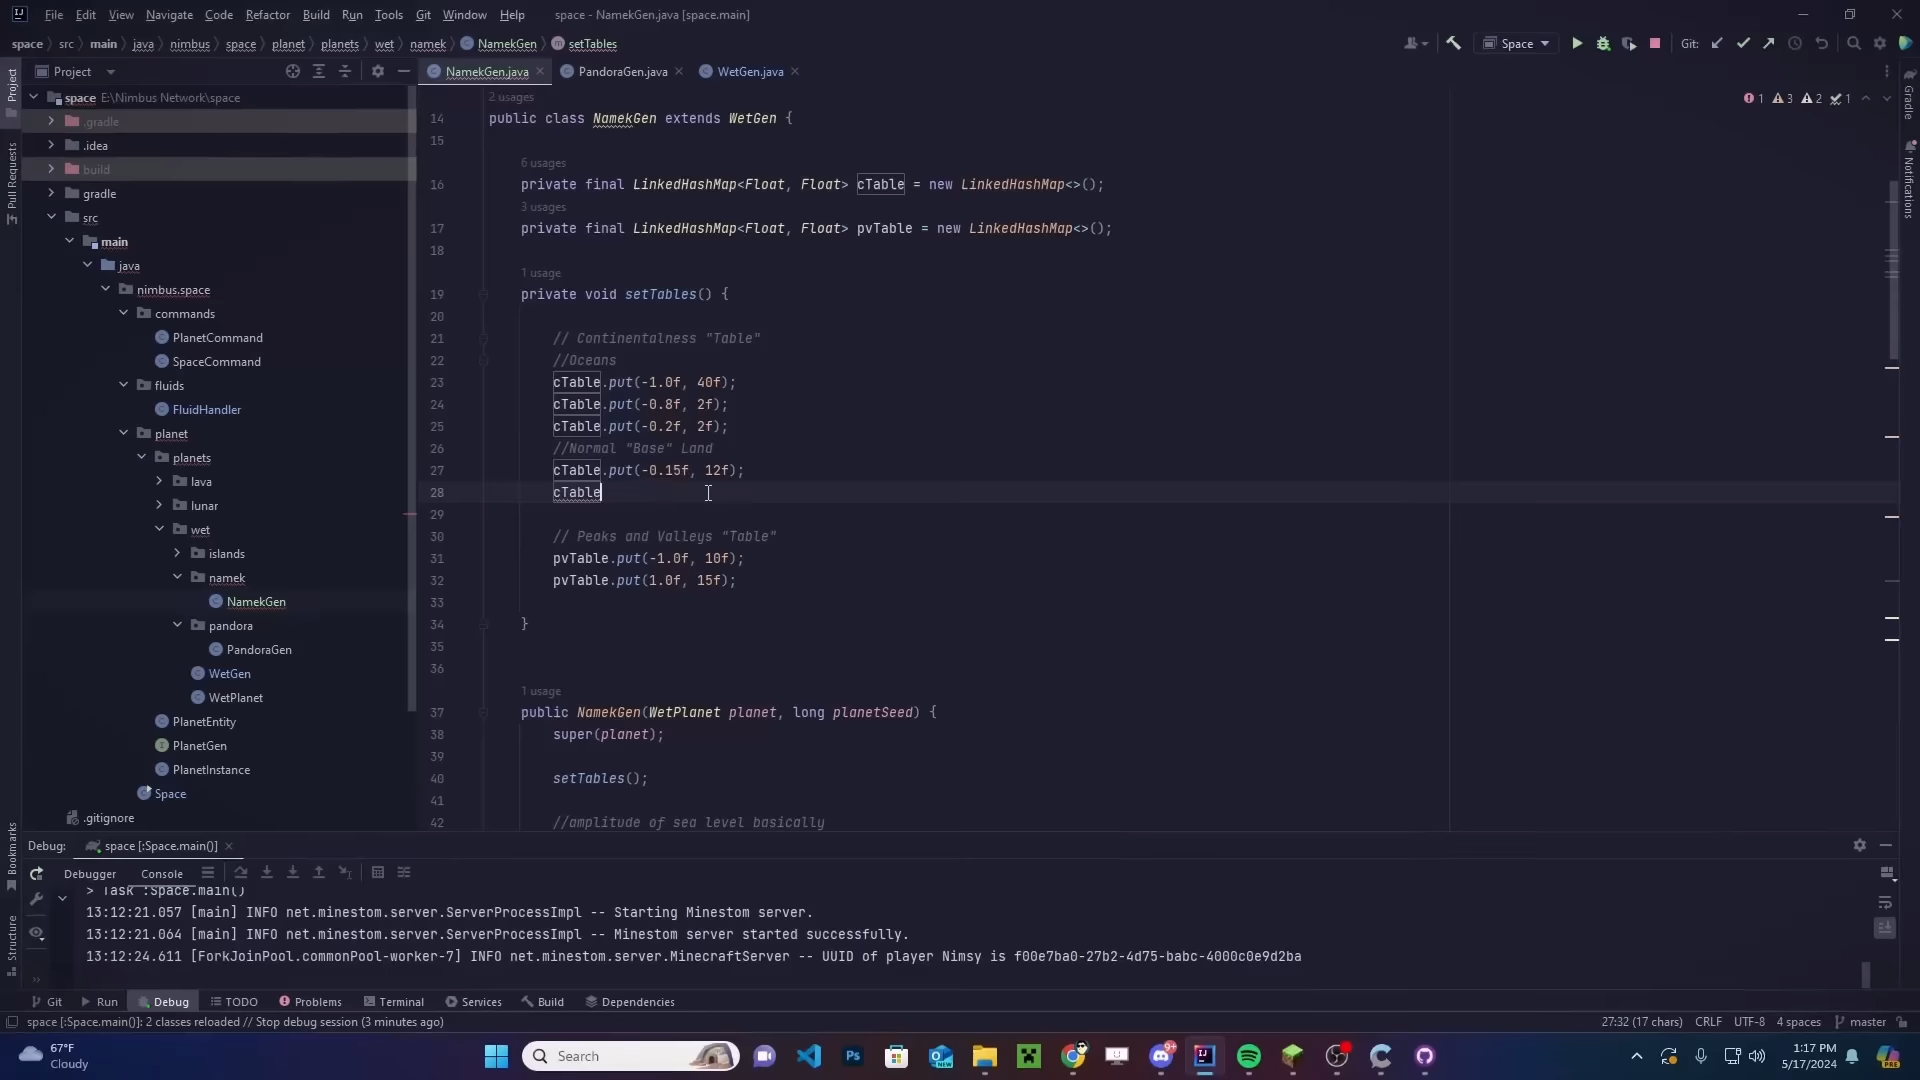 File Edit View Navigate Code Refactor Build Run Tools Git Window Help space - NamekGen.java [space.main]
space src main java nimbus space planet planets wet namek NamekGen setTables Space Git:
Project
NamekGen.java PandoraGen.java WetGen.java
Project
Pull Requests
Bookmarks
Structure
Gradle
Notifications
space E:\Nimbus Network\space
.gradle
.idea
build
gradle
src
main
java
nimbus.space
commands
PlanetCommand
SpaceCommand
fluids
FluidHandler
planet
planets
lava
lunar
wet
islands
namek
NamekGen
pandora
PandoraGen
WetGen
WetPlanet
PlanetEntity
PlanetGen
PlanetInstance
Space
.gitignore
1 3 2 1
2 usages
14 public class NamekGen extends WetGen {
15
6 usages
16 private final LinkedHashMap<Float, Float> cTable = new LinkedHashMap<>();
3 usages
17 private final LinkedHashMap<Float, Float> pvTable = new LinkedHashMap<>();
18
1 usage
19 private void setTables() {
20
21 // Continentalness "Table"
22 //Oceans
23 cTable.put(-1.0f, 40f);
24 cTable.put(-0.8f, 2f);
25 cTable.put(-0.2f, 2f);
26 //Normal "Base" Land
27 cTable.put(-0.15f, 12f);
28 cTable
29
30 // Peaks and Valleys "Table"
31 pvTable.put(-1.0f, 10f);
32 pvTable.put(1.0f, 15f);
33
34 }
35
36
1 usage
37 public NamekGen(WetPlanet planet, long planetSeed) {
38 super(planet);
39
40 setTables();
41
42 //amplitude of sea level basically
Debug: space [:Space.main()]
Debugger Console
> Task :Space.main()
13:12:21.057 [main] INFO net.minestom.server.ServerProcessImpl -- Starting Minestom server.
13:12:21.064 [main] INFO net.minestom.server.ServerProcessImpl -- Minestom server started successfully.
13:12:24.611 [ForkJoinPool.commonPool-worker-7] INFO net.minestom.server.MinecraftServer -- UUID of player Nimsy is f00e7ba0-27b2-4d75-babc-4000c0e9d2ba
Git Run Debug TODO Problems Terminal Services Build Dependencies
space [:Space.main()]: 2 classes reloaded // Stop debug session (3 minutes ago) 27:32 (17 chars) CRLF UTF-8 4 spaces master
67°F
Cloudy
Search
1:17 PM
5/17/2024